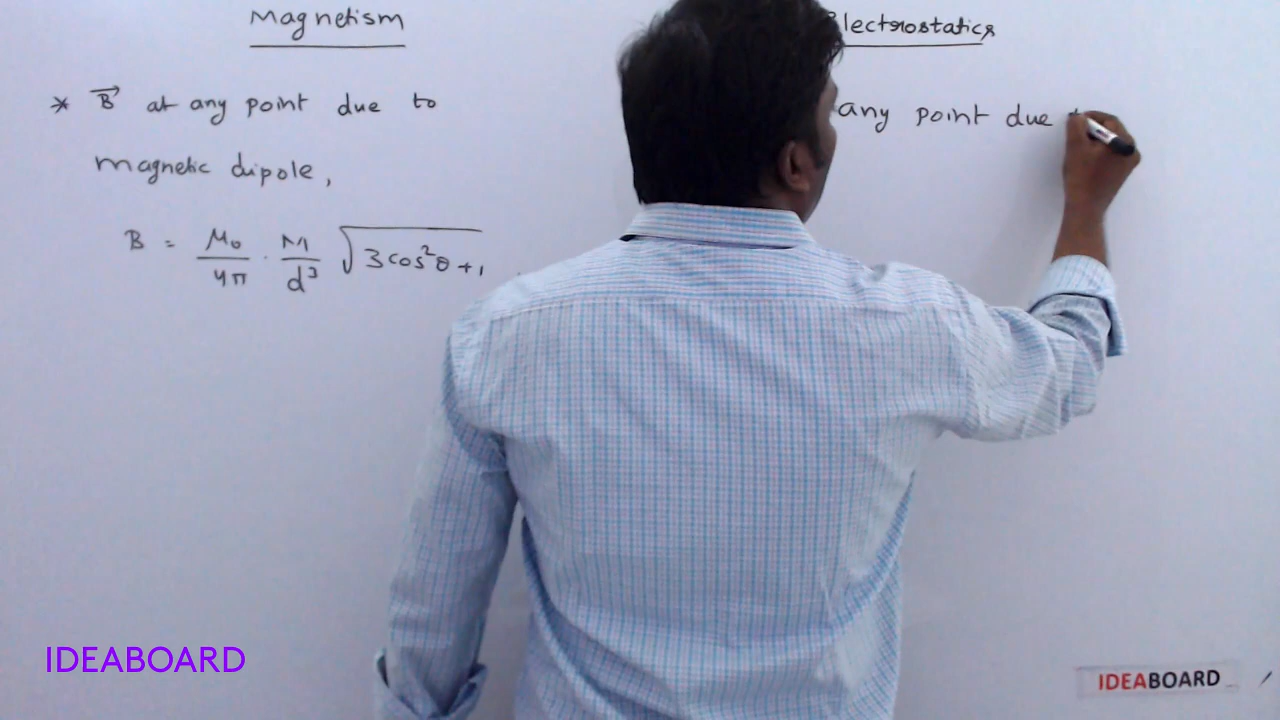 Magnetism
* B⃗ at any point due to
magnetic dipole,
B = μ₀/4π · M/d³ √3cos²θ+1
Electrostatics
any point due
IDEABOARD
IDEABOARD